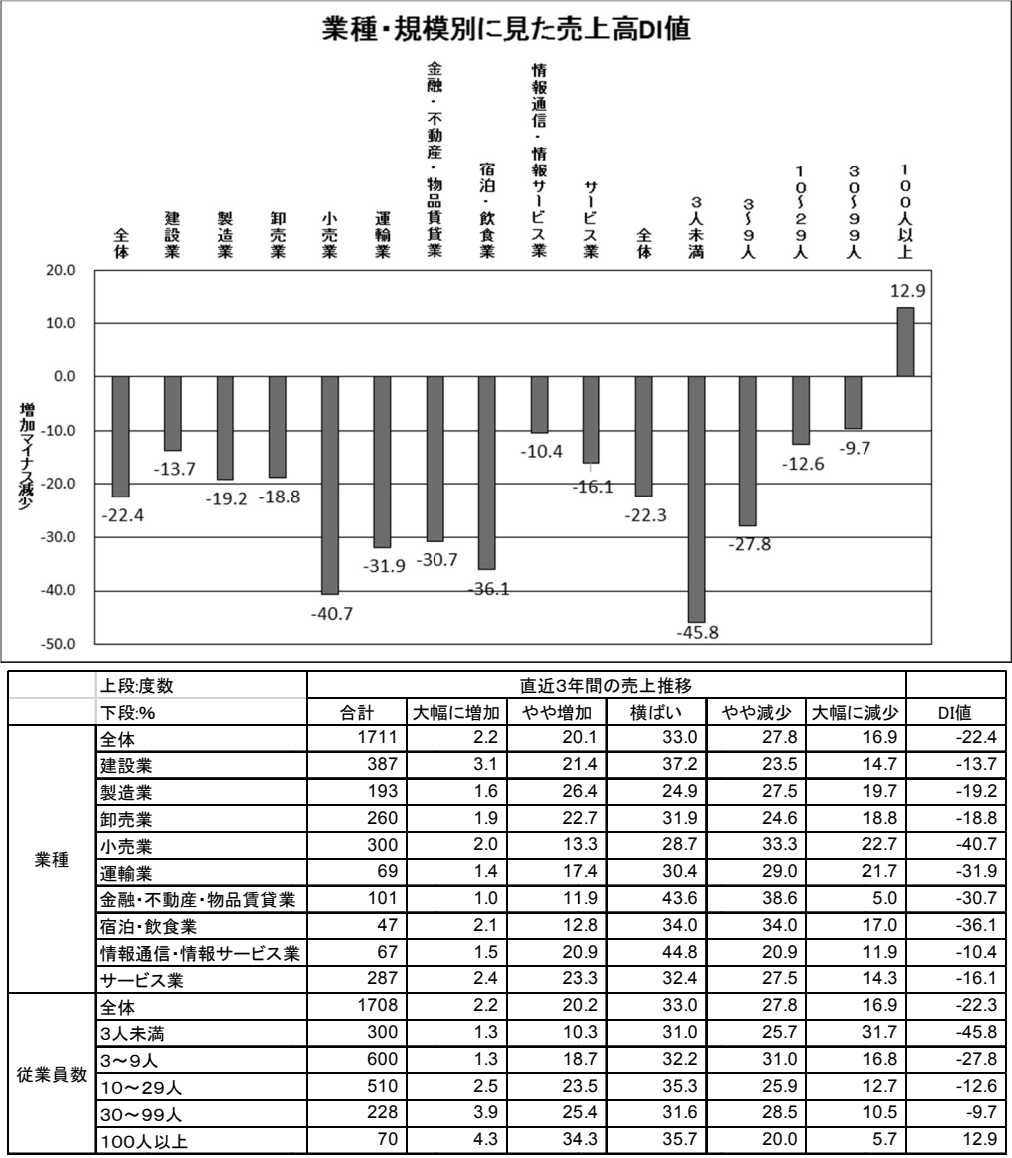 業種・規模別に見た売上高DI値
全体
建設業
製造業
卸売業
小売業
運輸業
金融・不動産・物品賃貸業
宿泊・飲食業
情報通信・情報サービス業
サービス業
全体
3人未満
3～9人
10～29人
30～99人
100人以上
増加マイナス減少
20.0
10.0
0.0
-10.0
-20.0
-30.0
-40.0
-50.0
-22.4
-13.7
-19.2
-18.8
-40.7
-31.9
-30.7
-36.1
-10.4
-16.1
-22.3
-45.8
-27.8
-12.6
-9.7
12.9
上段:度数 直近3年間の売上推移
下段:% 合計 大幅に増加 やや増加 横ばい やや減少 大幅に減少 DI値
業種
全体 1711 2.2 20.1 33.0 27.8 16.9 -22.4
建設業 387 3.1 21.4 37.2 23.5 14.7 -13.7
製造業 193 1.6 26.4 24.9 27.5 19.7 -19.2
卸売業 260 1.9 22.7 31.9 24.6 18.8 -18.8
小売業 300 2.0 13.3 28.7 33.3 22.7 -40.7
運輸業 69 1.4 17.4 30.4 29.0 21.7 -31.9
金融・不動産・物品賃貸業 101 1.0 11.9 43.6 38.6 5.0 -30.7
宿泊・飲食業 47 2.1 12.8 34.0 34.0 17.0 -36.1
情報通信・情報サービス業 67 1.5 20.9 44.8 20.9 11.9 -10.4
サービス業 287 2.4 23.3 32.4 27.5 14.3 -16.1
従業員数
全体 1708 2.2 20.2 33.0 27.8 16.9 -22.3
3人未満 300 1.3 10.3 31.0 25.7 31.7 -45.8
3～9人 600 1.3 18.7 32.2 31.0 16.8 -27.8
10～29人 510 2.5 23.5 35.3 25.9 12.7 -12.6
30～99人 228 3.9 25.4 31.6 28.5 10.5 -9.7
100人以上 70 4.3 34.3 35.7 20.0 5.7 12.9